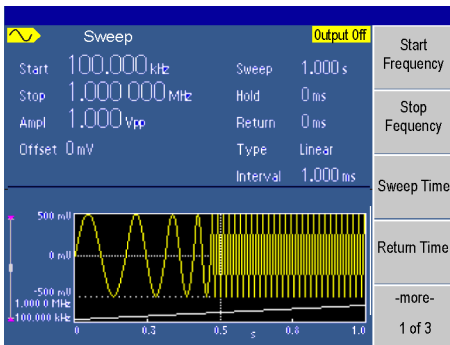 Sweep
Output Off
Start 100.000 kHz
Sweep 1.000 s
Stop 1.000 000 MHz
Hold 0 ms
Ampl 1.000 Vpp
Return 0 ms
Offset 0 mV
Type Linear
Interval 1.000 ms
500 mU
0 mU
-500 mU
1.000 0 MHz
100.000 kHz
0 0.3 0.5 s 0.8 1.0
Start
Frequency
Stop
Fequency
Sweep Time
Return Time
-more-
1 of 3